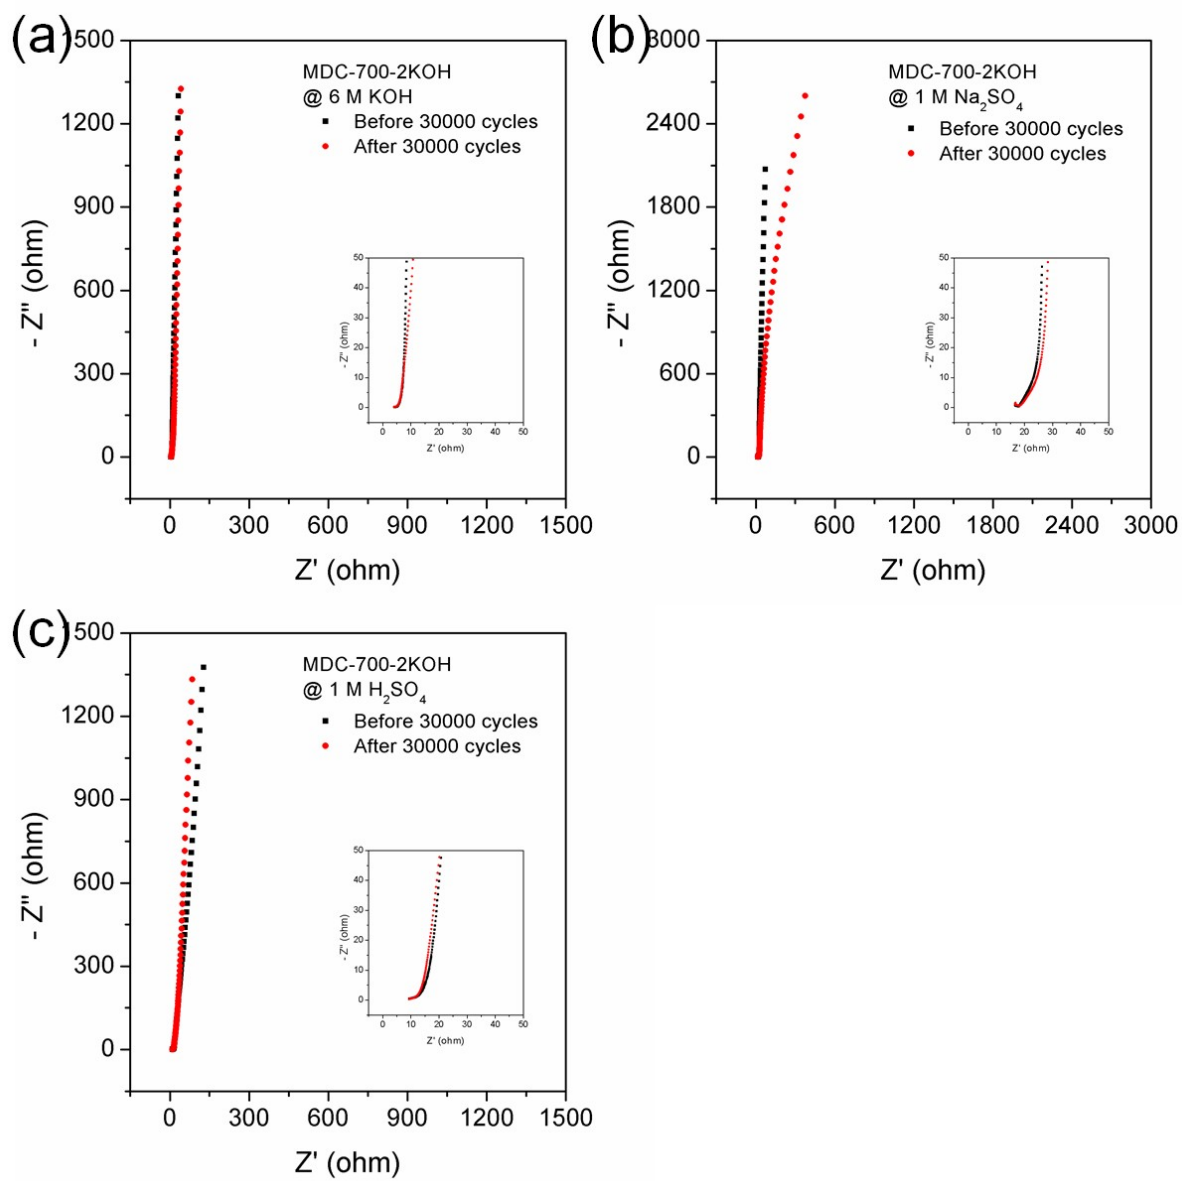 (a)
1500
1200
900
600
300
0
- Z'' (ohm)
MDC-700-2KOH
@ 6 M KOH
Before 30000 cycles
After 30000 cycles
50
40
30
20
10
0
- Z'' (ohm)
0 10 20 30 40 50
Z' (ohm)
0 300 600 900 1200 1500
Z' (ohm)
(b)
3000
2400
1800
1200
600
0
- Z'' (ohm)
MDC-700-2KOH
@ 1 M Na₂SO₄
Before 30000 cycles
After 30000 cycles
50
40
30
20
10
0
- Z'' (ohm)
0 10 20 30 40 50
Z' (ohm)
0 600 1200 1800 2400 3000
Z' (ohm)
(c)
1500
1200
900
600
300
0
- Z'' (ohm)
MDC-700-2KOH
@ 1 M H₂SO₄
Before 30000 cycles
After 30000 cycles
50
40
30
20
10
0
- Z'' (ohm)
0 10 20 30 40 50
Z' (ohm)
0 300 600 900 1200 1500
Z' (ohm)